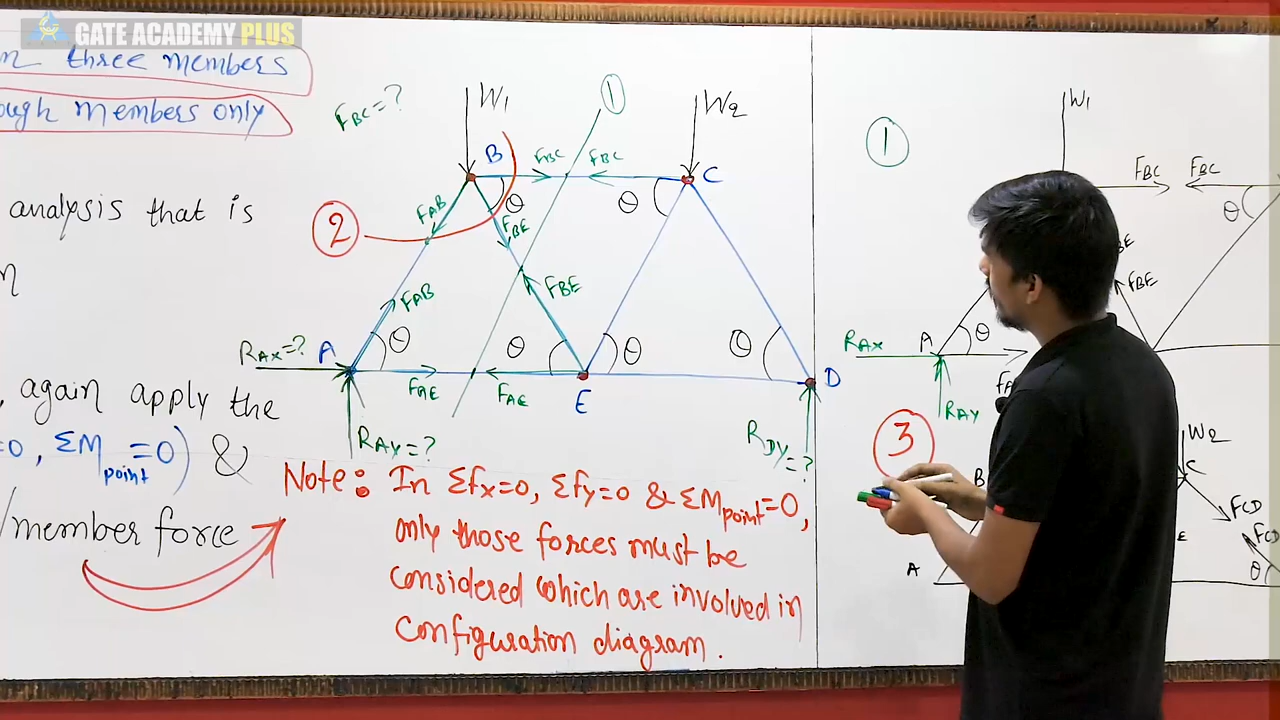 GATE ACADEMY PLUS
three members
ough members only
analysis that is
again apply the
=0, ΣM point =0) &
/member force
FBC=?
W1
1
W2
B
FBC
FBC
C
θ
θ
2
FAB
FBE
FAB
FBE
RAX=?
A
θ
θ
θ
θ
D
FAE
FAE
E
RAY=?
RDY=?
Note: In Σfx=0, Σfy=0 & ΣMpoint=0,
only those forces must be
considered which are involved in
configuration diagram.
1
W1
FBC
FBC
θ
FBE
RAX
A
θ
RAY
3
W2
B
C
FCD
FCD
E
A
θ